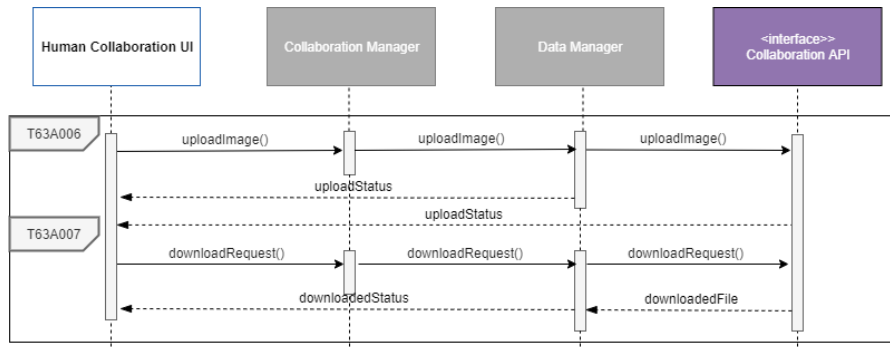 Human Collaboration UI
Collaboration Manager
Data Manager
<interface>>
Collaboration API
T63A006
uploadImage()
uploadImage()
uploadImage()
uploadStatus
uploadStatus
T63A007
downloadRequest()
downloadRequest()
downloadRequest()
downloadedStatus
downloadedFile